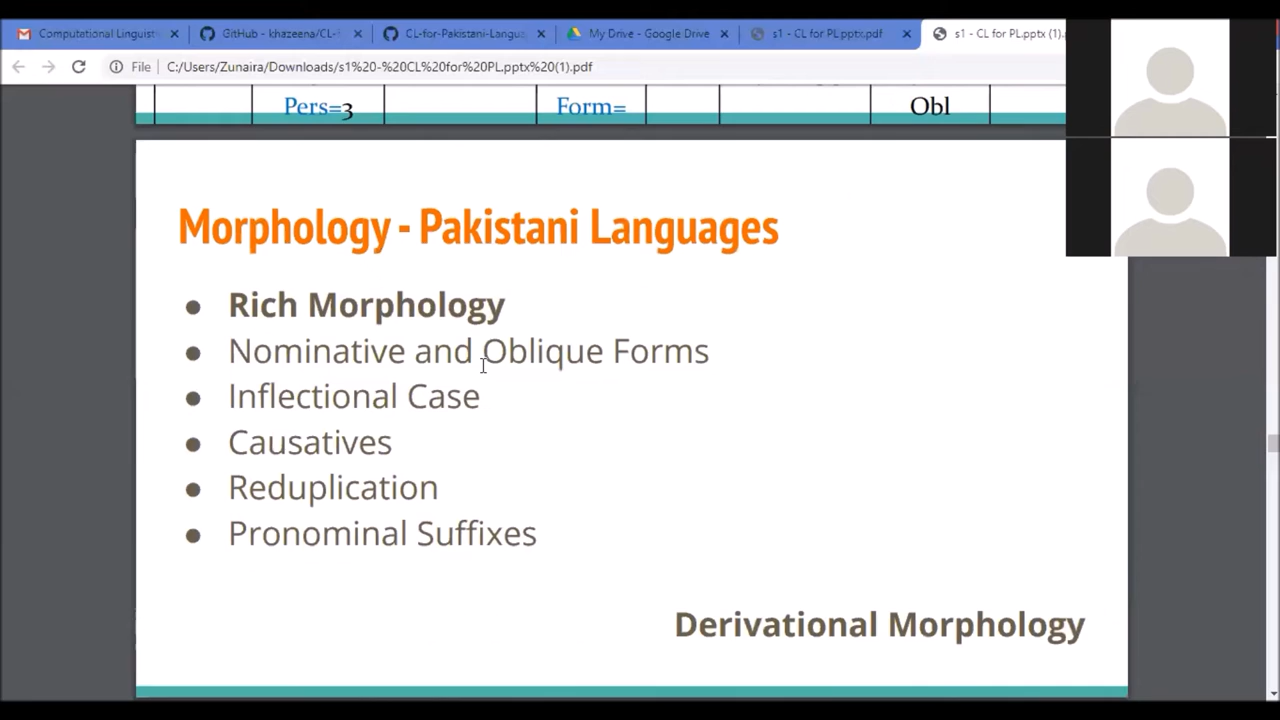 Computational Linguist
GitHub - khazeena/CL-
CL-for-Pakistani-Langua
My Drive - Google Drive
s1 - CL for PL.pptx.pdf
s1 - CL for PL.pptx (1).p
File
C:/Users/Zunaira/Downloads/s1%20-%20CL%20for%20PL.pptx%20(1).pdf
Pers=3
Form=
Obl
Morphology - Pakistani Languages
● Rich Morphology
● Nominative and Oblique Forms
● Inflectional Case
● Causatives
● Reduplication
● Pronominal Suffixes
Derivational Morphology